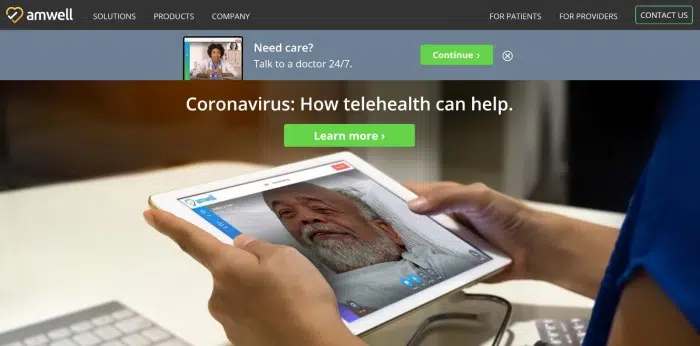 amwell
SOLUTIONS
PRODUCTS
COMPANY
FOR PATIENTS
FOR PROVIDERS
CONTACT US
Need care?
Talk to a doctor 24/7.
Continue ›
Coronavirus: How telehealth can help.
Learn more ›
amwell